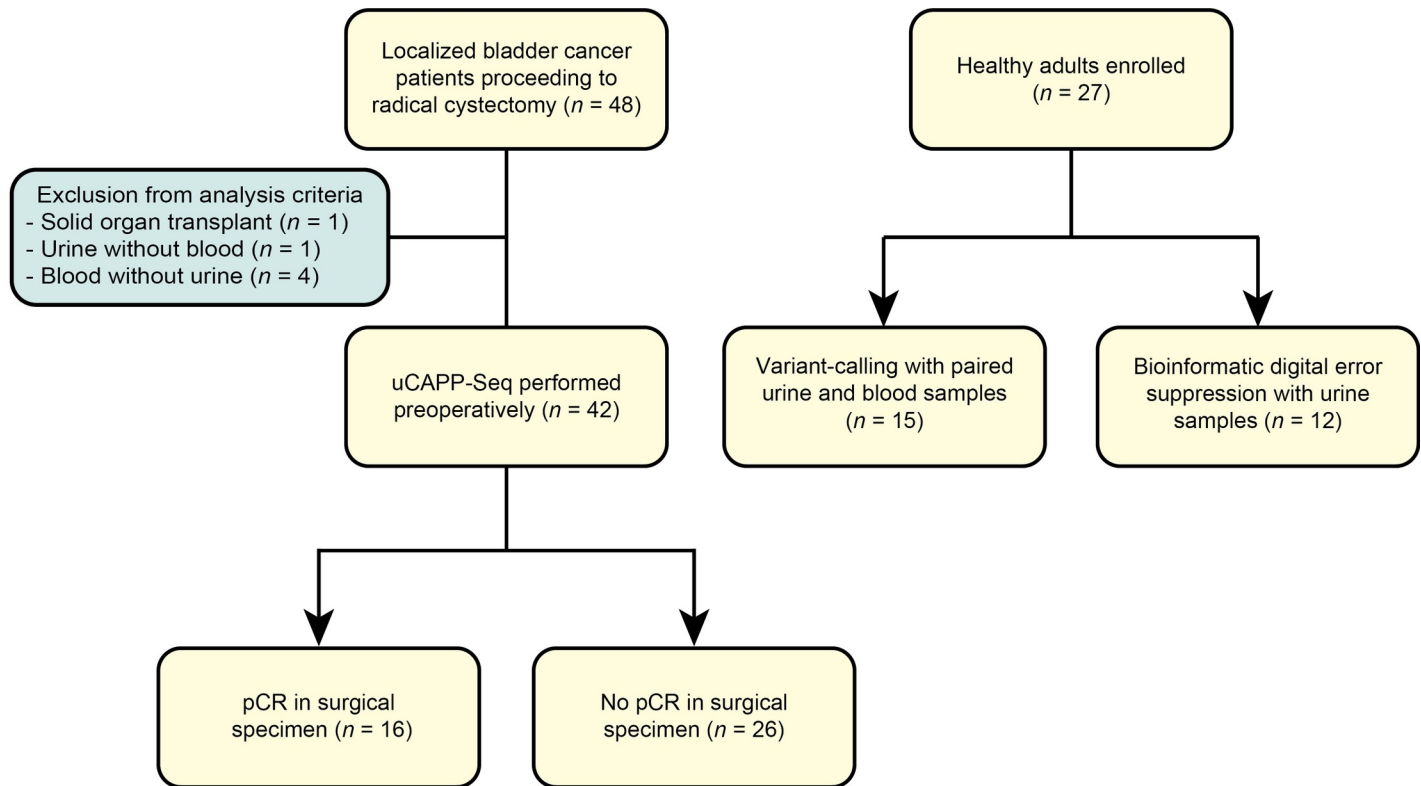 Localized bladder cancer
patients proceeding to
radical cystectomy (n = 48)
Healthy adults enrolled
(n = 27)
Exclusion from analysis criteria
- Solid organ transplant (n = 1)
- Urine without blood (n = 1)
- Blood without urine (n = 4)
uCAPP-Seq performed
preoperatively (n = 42)
Variant-calling with paired
urine and blood samples
(n = 15)
Bioinformatic digital error
suppression with urine
samples (n = 12)
pCR in surgical
specimen (n = 16)
No pCR in surgical
specimen (n = 26)